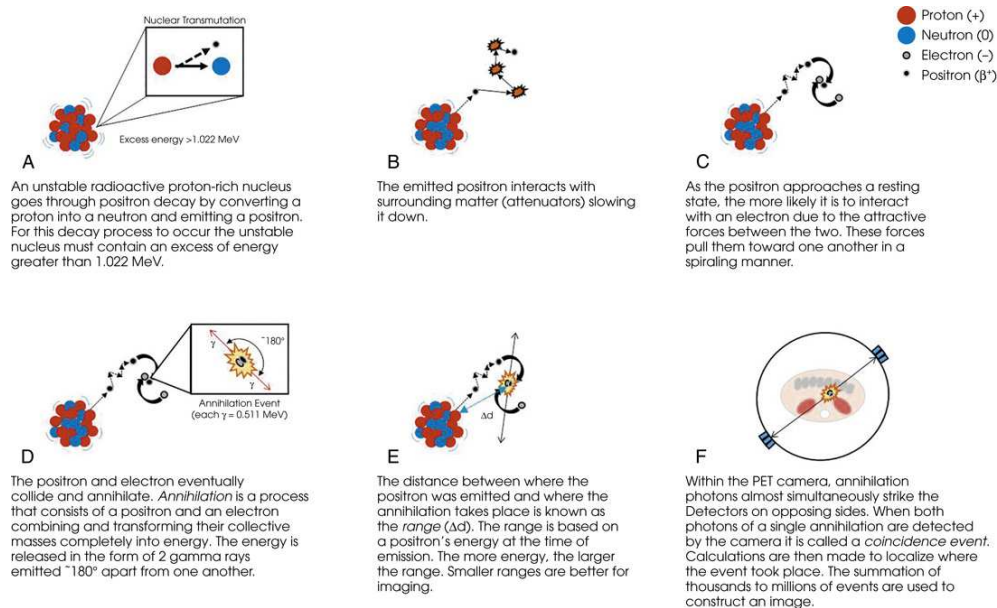 Nuclear Transmutation
Excess energy >1.022 MeV
A
An unstable radioactive proton-rich nucleus
goes through positron decay by converting a
proton into a neutron and emitting a positron.
For this decay process to occur the unstable
nucleus must contain an excess of energy
greater than 1.022 MeV.
B
The emitted positron interacts with
surrounding matter (attenuators) slowing
it down.
Proton (+)
Neutron (0)
Electron (–)
Positron (β⁺)
C
As the positron approaches a resting
state, the more likely it is to interact
with an electron due to the attractive
forces between the two. These forces
pull them toward one another in a
spiraling manner.
γ
~180°
γ
Annihilation Event
(each γ = 0.511 MeV)
D
The positron and electron eventually
collide and annihilate. Annihilation is a process
that consists of a positron and an electron
combining and transforming their collective
masses completely into energy. The energy is
released in the form of 2 gamma rays
emitted ~180° apart from one another.
Δd
E
The distance between where the
positron was emitted and where the
annihilation takes place is known as
the range (Δd). The range is based on
a positron's energy at the time of
emission. The more energy, the larger
the range. Smaller ranges are better for
imaging.
F
Within the PET camera, annihilation
photons almost simultaneously strike the
Detectors on opposing sides. When both
photons of a single annihilation are detected
by the camera it is called a coincidence event.
Calculations are then made to localize where
the event took place. The summation of
thousands to millions of events are used to
construct an image.